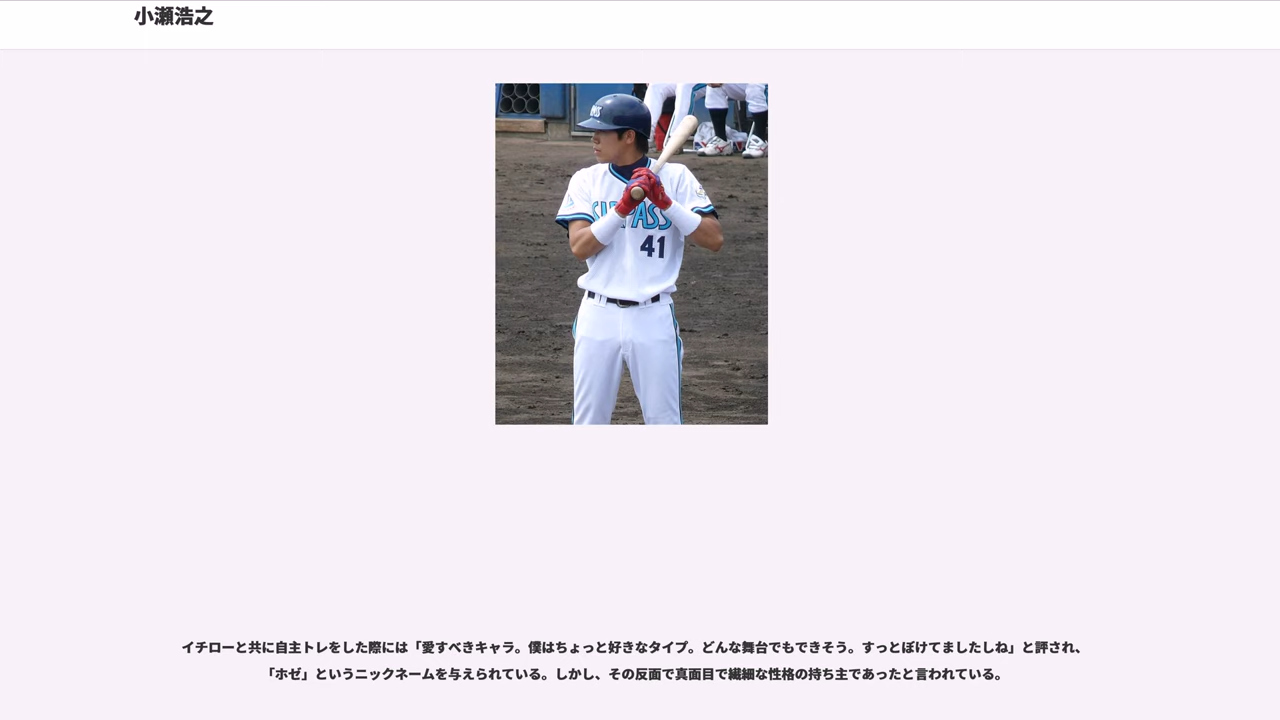 小瀬浩之
41
イチローと共に自主トレをした際には「愛すべきキャラ。僕はちょっと好きなタイプ。どんな舞台でもできそう。すっとぼけてましたしね」と評され、
「ホゼ」というニックネームを与えられている。しかし、その反面で真面目で繊細な性格の持ち主であったと言われている。